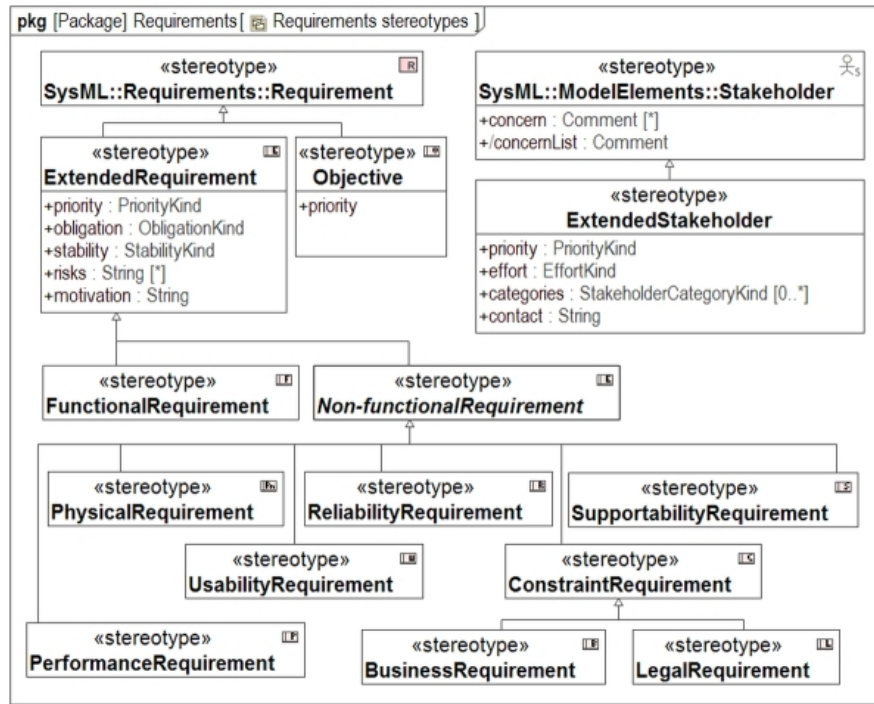 pkg [Package] Requirements [ Requirements stereotypes ]
«stereotype»
SysML::Requirements::Requirement
R
«stereotype»
SysML::ModelElements::Stakeholder
S
+concern : Comment [*]
+/concernList : Comment
«stereotype»
ExtendedRequirement
+priority : PriorityKind
+obligation : ObligationKind
+stability : StabilityKind
+risks : String [*]
+motivation : String
«stereotype»
Objective
+priority
«stereotype»
ExtendedStakeholder
+priority : PriorityKind
+effort : EffortKind
+categories : StakeholderCategoryKind [0..*]
+contact : String
«stereotype»
FunctionalRequirement
«stereotype»
Non-functionalRequirement
«stereotype»
PhysicalRequirement
«stereotype»
ReliabilityRequirement
«stereotype»
SupportabilityRequirement
«stereotype»
UsabilityRequirement
«stereotype»
ConstraintRequirement
«stereotype»
PerformanceRequirement
«stereotype»
BusinessRequirement
«stereotype»
LegalRequirement